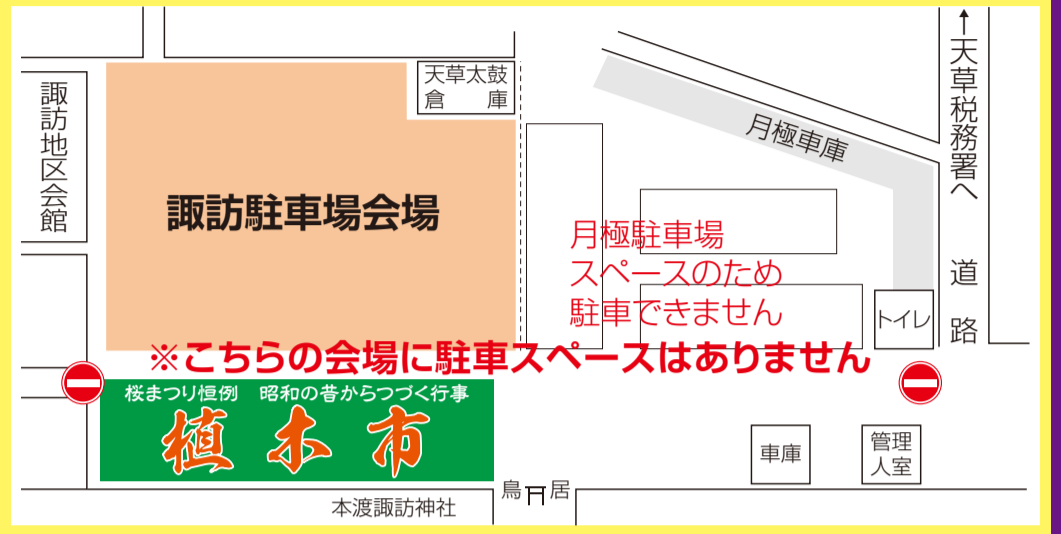 天草太鼓
倉庫
諏訪地区会館
諏訪駐車場会場
月極車庫
↑天草税務署へ
道路
月極駐車場
スペースのため
駐車できません
トイレ
※こちらの会場に駐車スペースはありません
桜まつり恒例 昭和の昔からつづく行事
植木市
車庫
管理
人室
鳥居
本渡諏訪神社